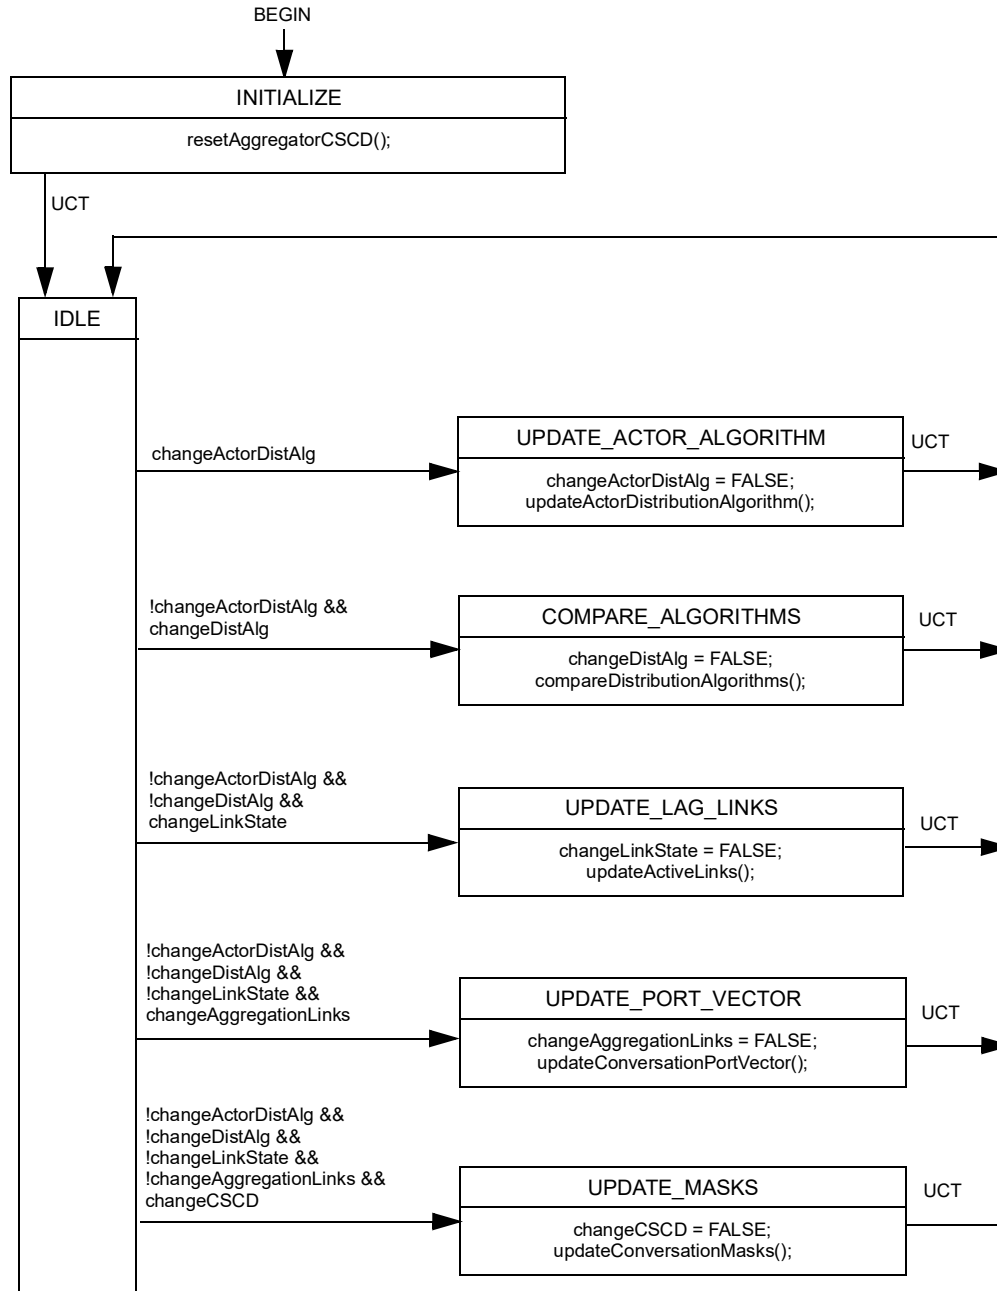 BEGIN
INITIALIZE
resetAggregatorCSCD();
UCT
IDLE
changeActorDistAlg
UPDATE_ACTOR_ALGORITHM
changeActorDistAlg = FALSE;
updateActorDistributionAlgorithm();
UCT
!changeActorDistAlg &&
changeDistAlg
COMPARE_ALGORITHMS
changeDistAlg = FALSE;
compareDistributionAlgorithms();
UCT
!changeActorDistAlg &&
!changeDistAlg &&
changeLinkState
UPDATE_LAG_LINKS
changeLinkState = FALSE;
updateActiveLinks();
UCT
!changeActorDistAlg &&
!changeDistAlg &&
!changeLinkState &&
changeAggregationLinks
UPDATE_PORT_VECTOR
changeAggregationLinks = FALSE;
updateConversationPortVector();
UCT
!changeActorDistAlg &&
!changeDistAlg &&
!changeLinkState &&
!changeAggregationLinks &&
changeCSCD
UPDATE_MASKS
changeCSCD = FALSE;
updateConversationMasks();
UCT